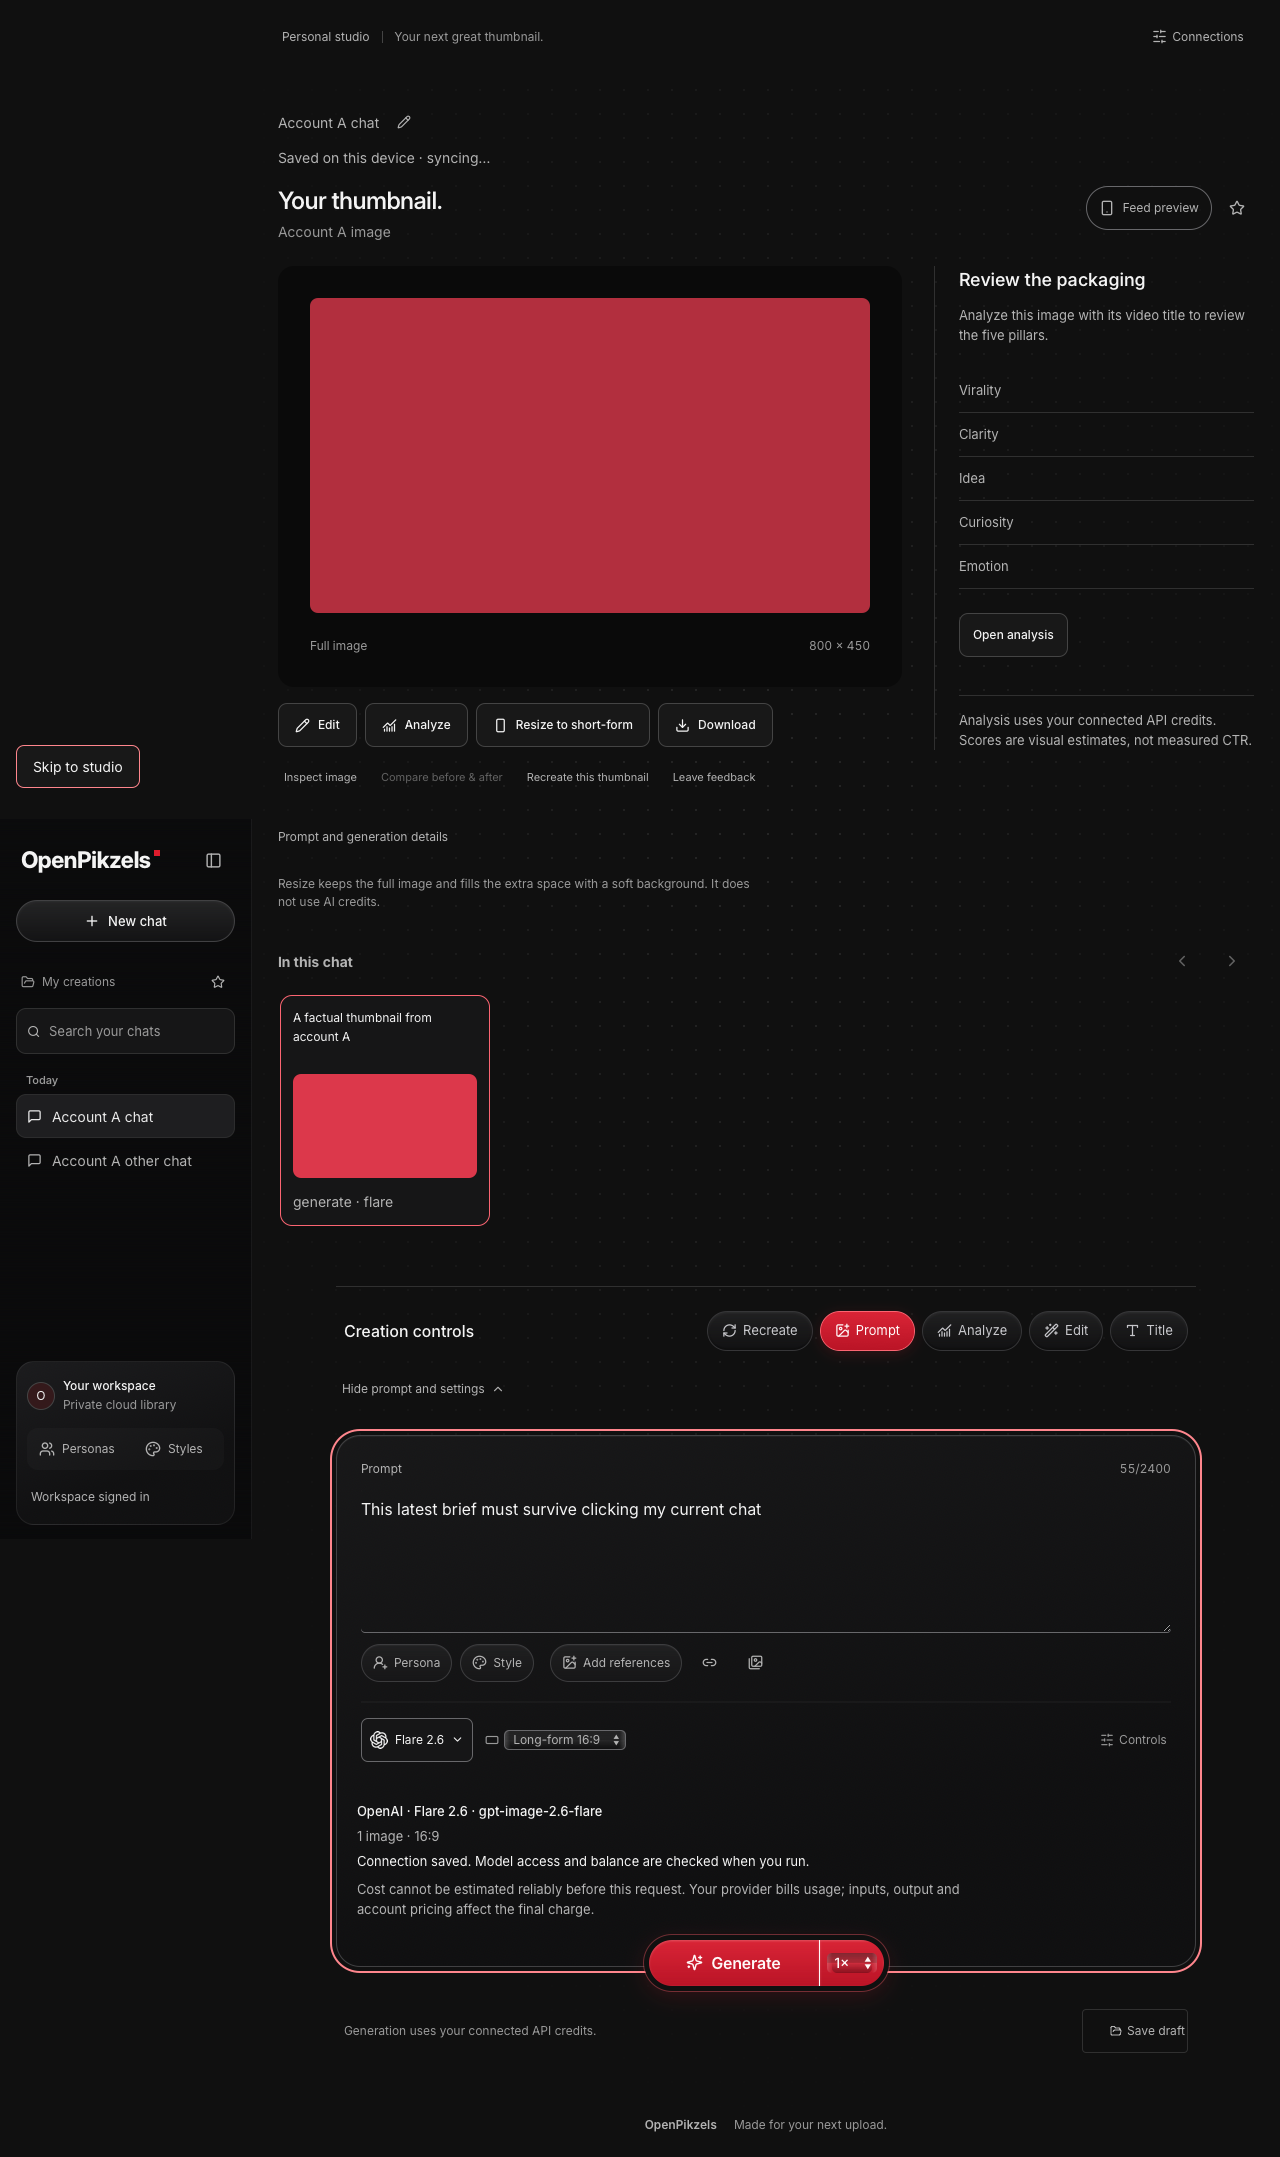 Personal studio
Your next great thumbnail.
Connections
Account A chat
Saved on this device · syncing…
Your thumbnail.
Account A image
Feed preview
Full image
800 × 450
Edit
Analyze
Resize to short-form
Download
Inspect image
Compare before & after
Recreate this thumbnail
Leave feedback
Review the packaging
Analyze this image with its video title to review
the five pillars.
Virality
Clarity
Idea
Curiosity
Emotion
Open analysis
Analysis uses your connected API credits.
Scores are visual estimates, not measured CTR.
Skip to studio
OpenPikzels
New chat
My creations
Search your chats
Today
Account A chat
Account A other chat
O
Your workspace
Private cloud library
Personas
Styles
Workspace signed in
Prompt and generation details
Resize keeps the full image and fills the extra space with a soft background. It does
not use AI credits.
In this chat
A factual thumbnail from
account A
generate · flare
Creation controls
Recreate
Prompt
Analyze
Edit
Title
Hide prompt and settings
Prompt
55/2400
This latest brief must survive clicking my current chat
Persona
Style
Add references
Flare 2.6
Long-form 16:9
Controls
OpenAI · Flare 2.6 · gpt-image-2.6-flare
1 image · 16:9
Connection saved. Model access and balance are checked when you run.
Cost cannot be estimated reliably before this request. Your provider bills usage; inputs, output and
account pricing affect the final charge.
Generate
1×
Generation uses your connected API credits.
Save draft
OpenPikzels
Made for your next upload.